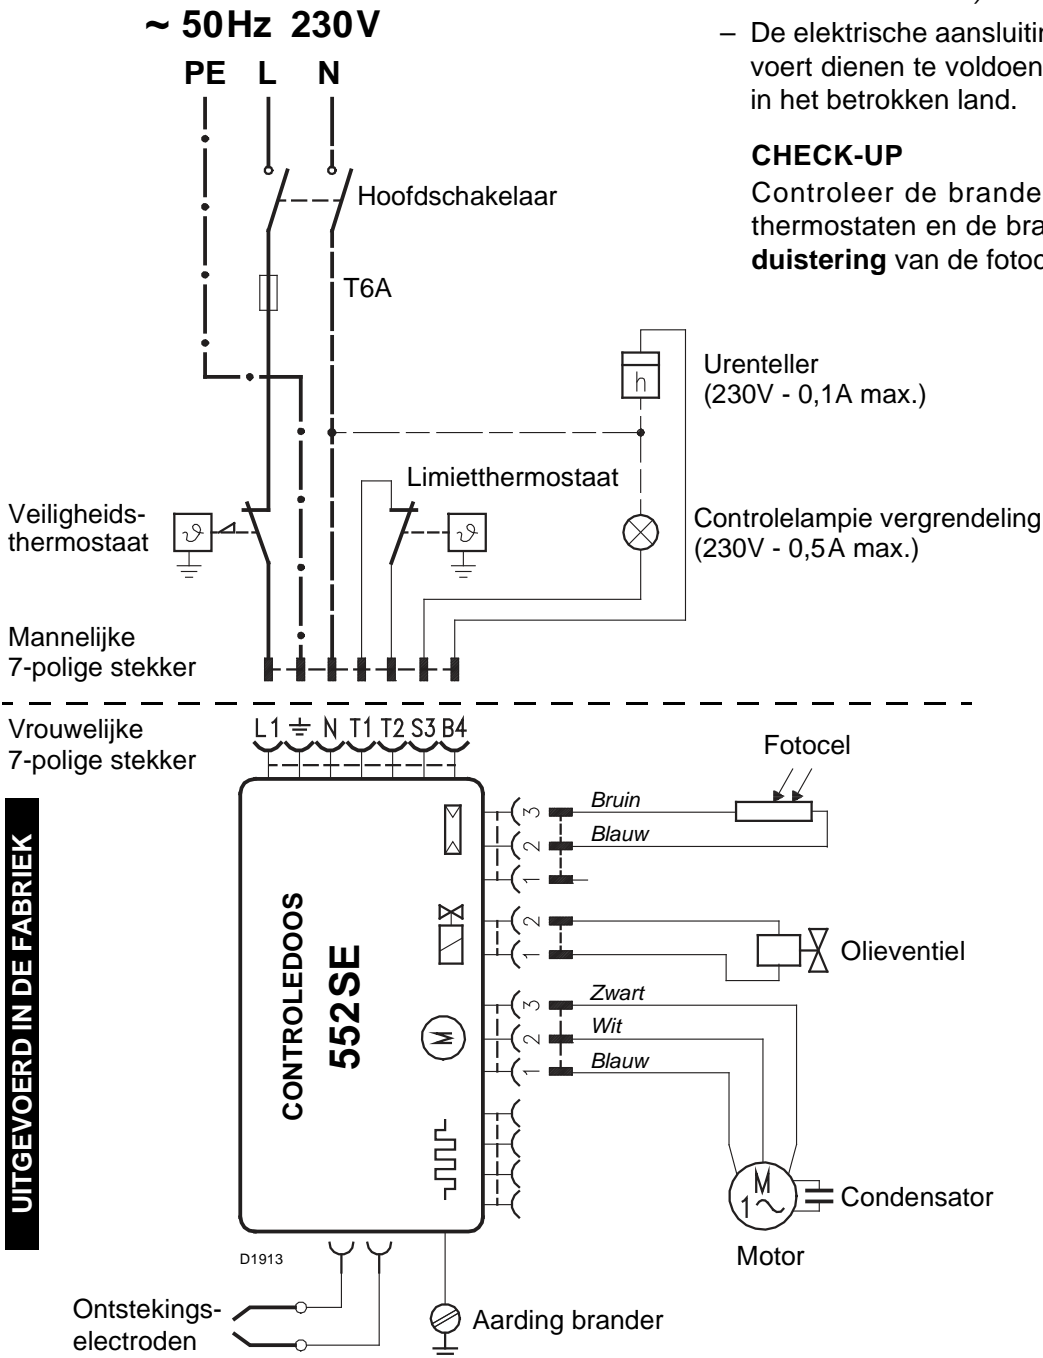 ~ 50Hz 230V
PE L N
– De elektrische aansluitin
voert dienen te voldoen
in het betrokken land.
CHECK-UP
Controleer de brande
thermostaten en de bra
duistering van de fotoc
Hoofdschakelaar
T6A
h
Urenteller
(230V - 0,1A max.)
Limietthermostaat
Veiligheids-
thermostaat
ϑ
ϑ
Controlelampje vergrendeling
(230V - 0,5A max.)
Mannelijke
7-polige stekker
Vrouwelijke
7-polige stekker
L1 N T1 T2 S3 B4
Fotocel
3 Bruin
2 Blauw
1
UITGEVOERD IN DE FABRIEK
CONTROLEDOOS
552SE
2
1
Olieventiel
M
3 Zwart
2 Wit
1 Blauw
M
1~
Condensator
Motor
D1913
Ontstekings-
electroden
Aarding brander